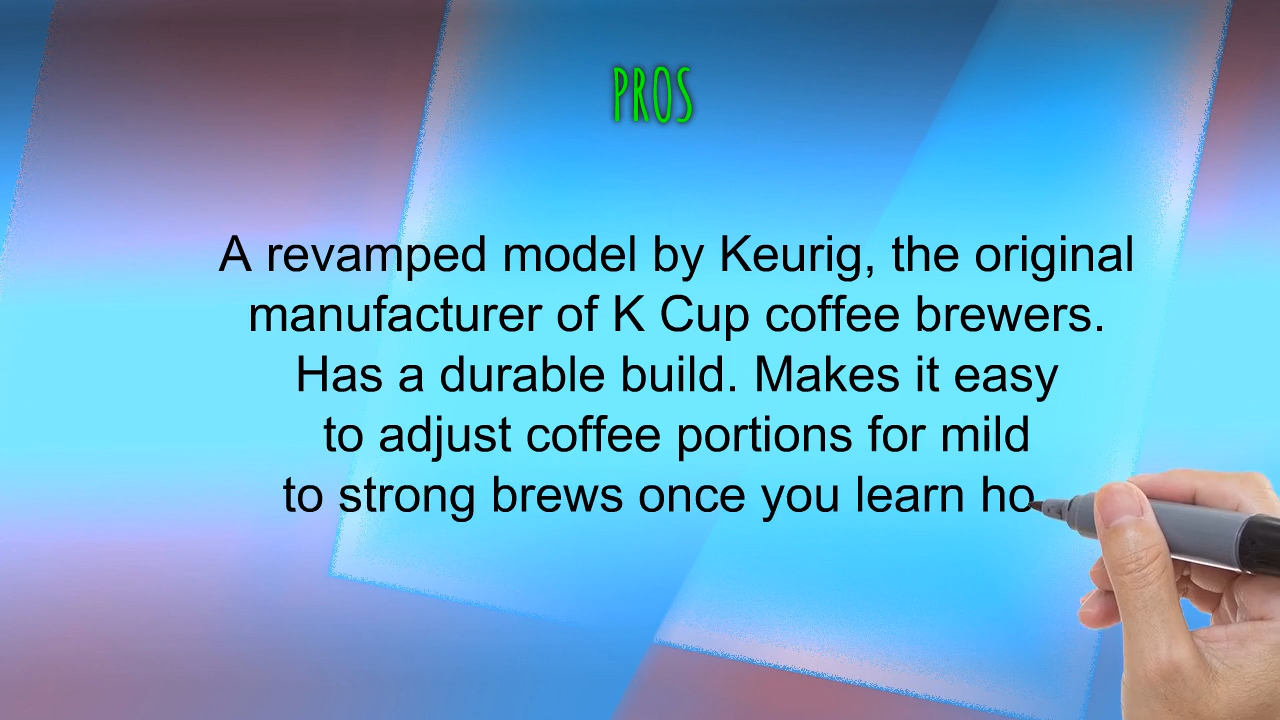 PROS
A revamped model by Keurig, the original
manufacturer of K Cup coffee brewers.
Has a durable build. Makes it easy
to adjust coffee portions for mild
to strong brews once you learn ho